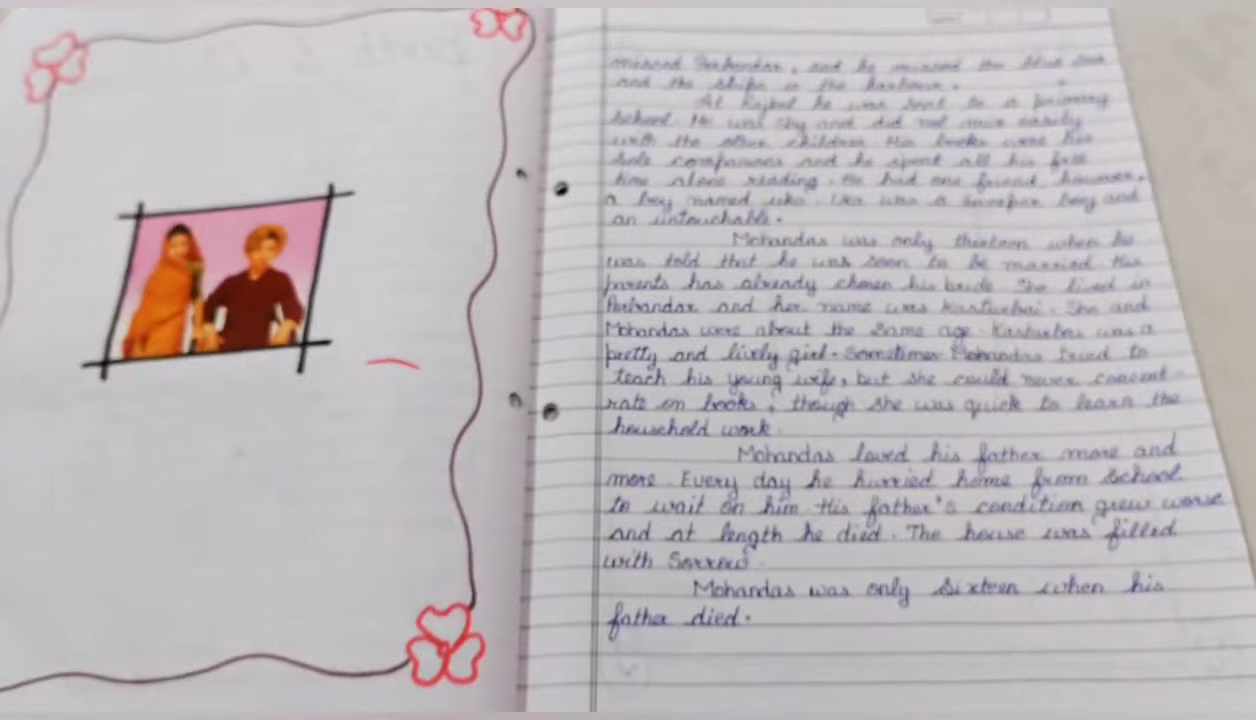 missed Porbandar, and he missed the blue sea
and the ships in the harbour.
At Rajkot he was sent to a primary
school. He was shy and did not mix easily
with the other children. His books were his
sole companions and he spent all his free
time alone reading. He had one friend, however,
a boy named Uka. Uka was a sweeper boy and
an untouchable.
Mohandas was only thirteen when he
was told that he was soon to be married. His
parents has already chosen his bride. She lived in
Porbandar and her name was Kasturbai. She and
Mohandas were about the same age. Kasturbai was a
pretty and lively girl. Sometimes Mohandas tried to
teach his young wife, but she could never concent-
rate on books, though she was quick to learn the
household work.
Mohandas loved his father more and
more. Every day he hurried home from School
to wait on him. His father's condition grew worse
and at length he died. The house was filled
with Sorrow.
Mohandas was only sixteen when his
father died.